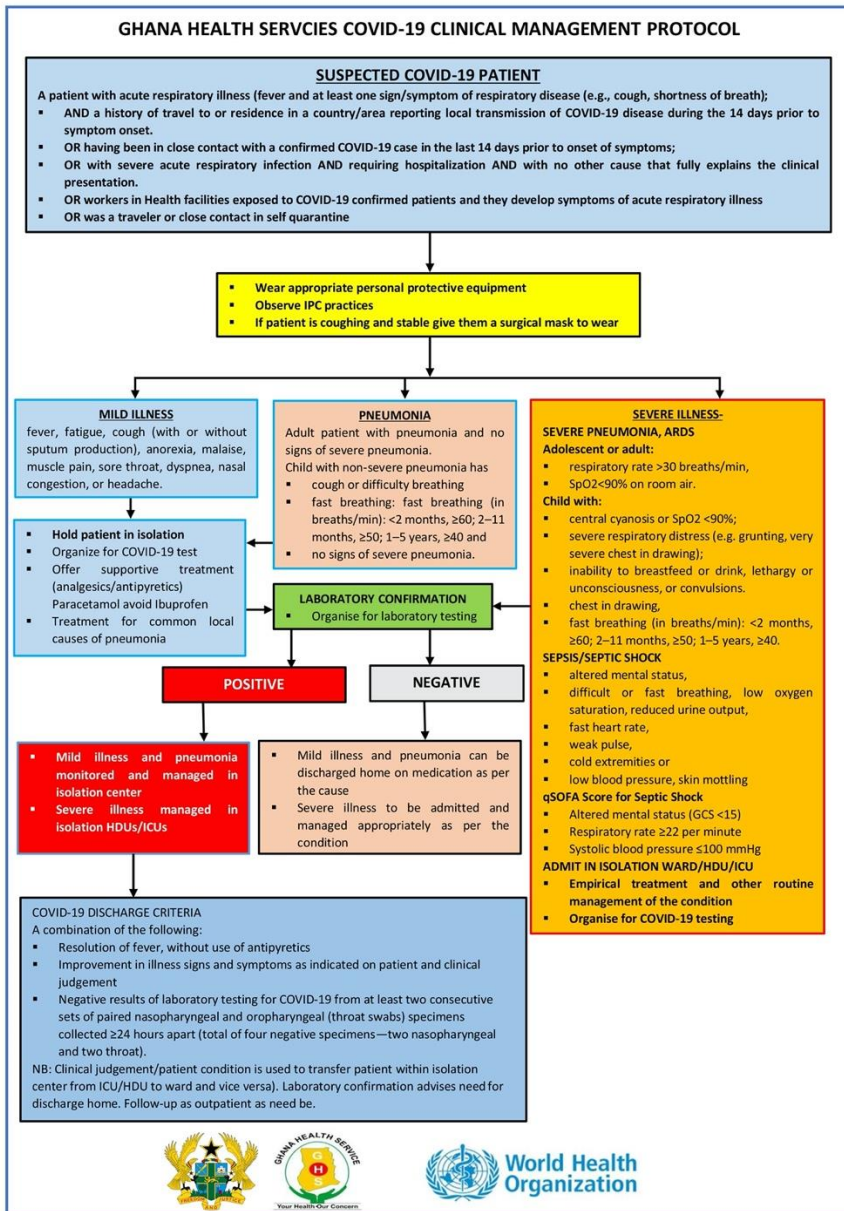 GHANA HEALTH SERVCIES COVID-19 CLINICAL MANAGEMENT PROTOCOL
SUSPECTED COVID-19 PATIENT
A patient with acute respiratory illness (fever and at least one sign/symptom of respiratory disease (e.g., cough, shortness of breath);
▪ AND a history of travel to or residence in a country/area reporting local transmission of COVID-19 disease during the 14 days prior to
symptom onset.
▪ OR having been in close contact with a confirmed COVID-19 case in the last 14 days prior to onset of symptoms;
▪ OR with severe acute respiratory infection AND requiring hospitalization AND with no other cause that fully explains the clinical
presentation.
▪ OR workers in Health facilities exposed to COVID-19 confirmed patients and they develop symptoms of acute respiratory illness
▪ OR was a traveler or close contact in self quarantine
▪ Wear appropriate personal protective equipment
▪ Observe IPC practices
▪ If patient is coughing and stable give them a surgical mask to wear
MILD ILLNESS
fever, fatigue, cough (with or without
sputum production), anorexia, malaise,
muscle pain, sore throat, dyspnea, nasal
congestion, or headache.
▪ Hold patient in isolation
▪ Organize for COVID-19 test
▪ Offer supportive treatment
(analgesics/antipyretics)
Paracetamol avoid Ibuprofen
▪ Treatment for common local
causes of pneumonia
PNEUMONIA
Adult patient with pneumonia and no
signs of severe pneumonia.
Child with non-severe pneumonia has
▪ cough or difficulty breathing
▪ fast breathing: fast breathing (in
breaths/min): <2 months, ≥60; 2–11
months, ≥50; 1–5 years, ≥40 and
▪ no signs of severe pneumonia.
LABORATORY CONFIRMATION
▪ Organise for laboratory testing
POSITIVE
NEGATIVE
▪ Mild illness and pneumonia
monitored and managed in
isolation center
▪ Severe illness managed in
isolation HDUs/ICUs
▪ Mild illness and pneumonia can be
discharged home on medication as per
the cause
▪ Severe illness to be admitted and
managed appropriately as per the
condition
SEVERE ILLNESS-
SEVERE PNEUMONIA, ARDS
Adolescent or adult:
▪ respiratory rate >30 breaths/min,
▪ SpO2<90% on room air.
Child with:
▪ central cyanosis or SpO2 <90%;
▪ severe respiratory distress (e.g. grunting, very
severe chest in drawing);
▪ inability to breastfeed or drink, lethargy or
unconsciousness, or convulsions.
▪ chest in drawing,
▪ fast breathing (in breaths/min): <2 months,
≥60; 2–11 months, ≥50; 1–5 years, ≥40.
SEPSIS/SEPTIC SHOCK
▪ altered mental status,
▪ difficult or fast breathing, low oxygen
saturation, reduced urine output,
▪ fast heart rate,
▪ weak pulse,
▪ cold extremities or
▪ low blood pressure, skin mottling
qSOFA Score for Septic Shock
▪ Altered mental status (GCS <15)
▪ Respiratory rate ≥22 per minute
▪ Systolic blood pressure ≤100 mmHg
ADMIT IN ISOLATION WARD/HDU/ICU
▪ Empirical treatment and other routine
management of the condition
▪ Organise for COVID-19 testing
COVID-19 DISCHARGE CRITERIA
A combination of the following:
▪ Resolution of fever, without use of antipyretics
▪ Improvement in illness signs and symptoms as indicated on patient and clinical
judgement
▪ Negative results of laboratory testing for COVID-19 from at least two consecutive
sets of paired nasopharyngeal and oropharyngeal (throat swabs) specimens
collected ≥24 hours apart (total of four negative specimens—two nasopharyngeal
and two throat).
NB: Clinical judgement/patient condition is used to transfer patient within isolation
center from ICU/HDU to ward and vice versa). Laboratory confirmation advises need for
discharge home. Follow-up as outpatient as need be.
FREEDOM AND JUSTICE
GHANA HEALTH SERVICE
G
H
S
Your Health Our Concern
World Health
Organization